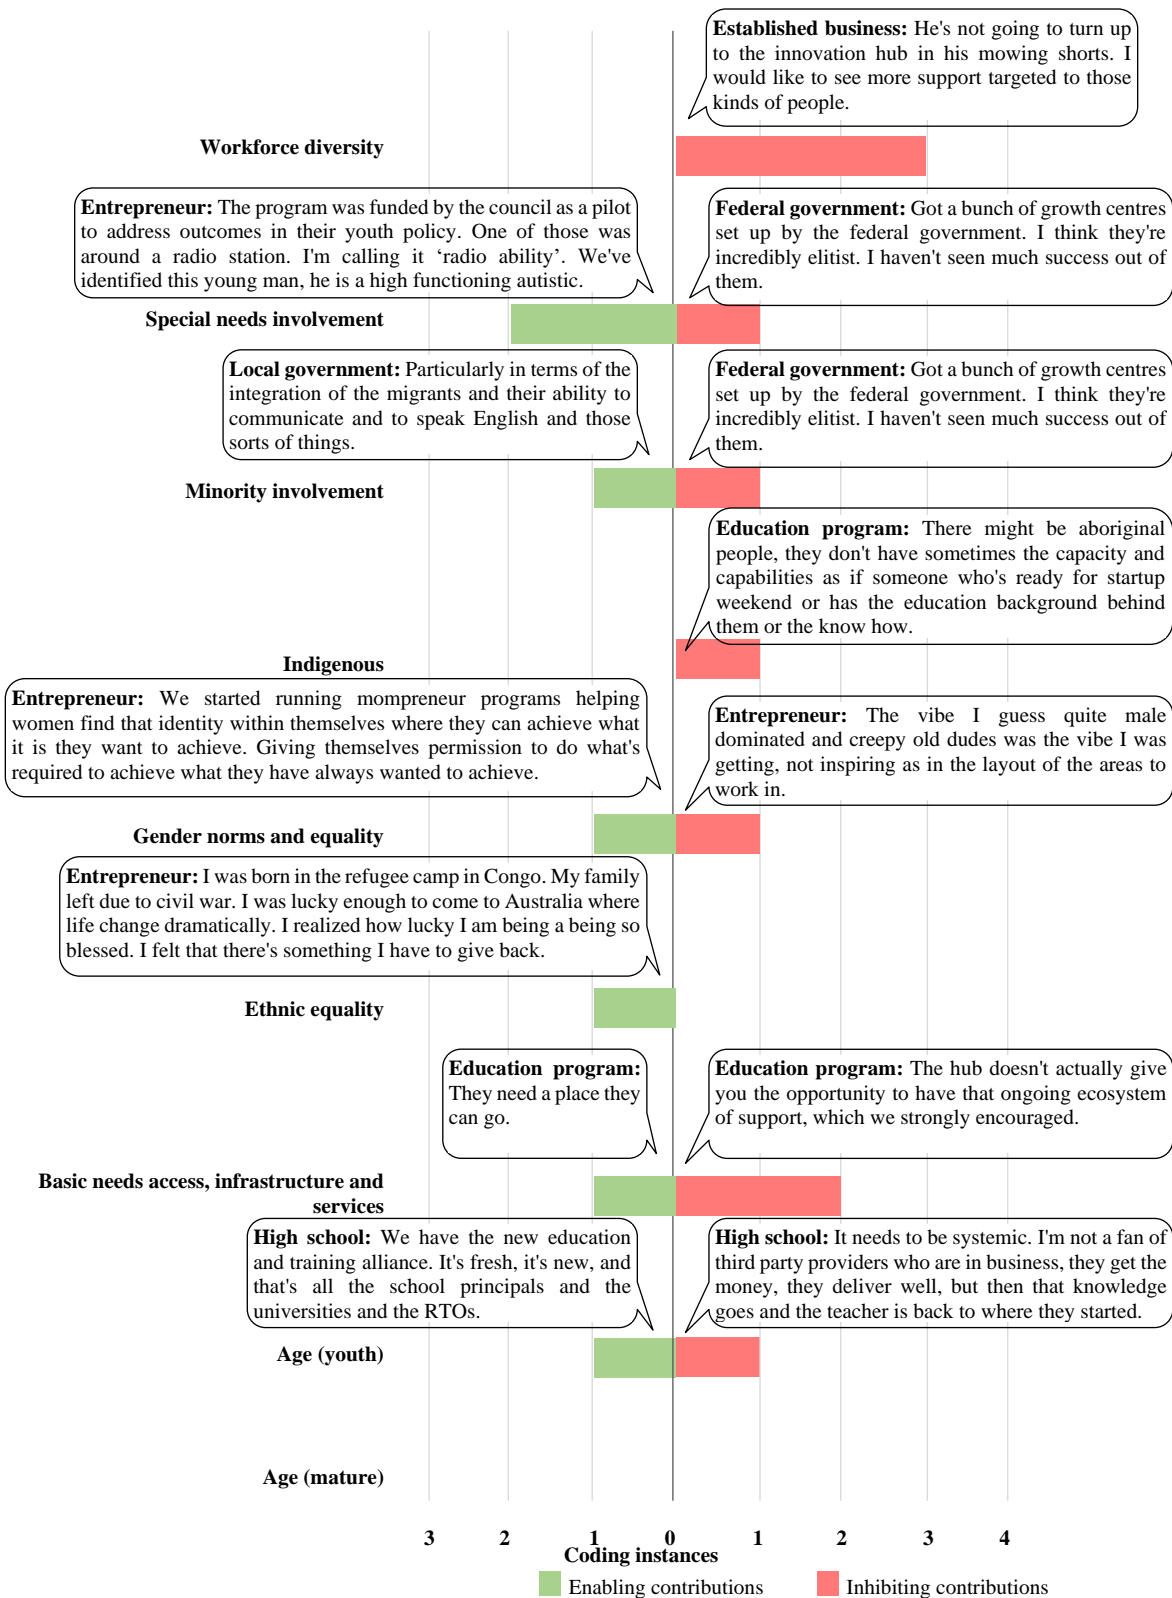 Established business: He's not going to turn up
to the innovation hub in his mowing shorts. I
would like to see more support targeted to those
kinds of people.
Workforce diversity
Entrepreneur: The program was funded by the council as a pilot
to address outcomes in their youth policy. One of those was
around a radio station. I'm calling it ‘radio ability’. We've
identified this young man, he is a high functioning autistic.
Federal government: Got a bunch of growth centres
set up by the federal government. I think they're
incredibly elitist. I haven't seen much success out of
them.
Special needs involvement
Local government: Particularly in terms of the
integration of the migrants and their ability to
communicate and to speak English and those
sorts of things.
Federal government: Got a bunch of growth centres
set up by the federal government. I think they're
incredibly elitist. I haven't seen much success out of
them.
Minority involvement
Education program: There might be aboriginal
people, they don't have sometimes the capacity and
capabilities as if someone who's ready for startup
weekend or has the education background behind
them or the know how.
Indigenous
Entrepreneur: We started running mompreneur programs helping
women find that identity within themselves where they can achieve what
it is they want to achieve. Giving themselves permission to do what's
required to achieve what they have always wanted to achieve.
Entrepreneur: The vibe I guess quite male
dominated and creepy old dudes was the vibe I was
getting, not inspiring as in the layout of the areas to
work in.
Gender norms and equality
Entrepreneur: I was born in the refugee camp in Congo. My family
left due to civil war. I was lucky enough to come to Australia where
life change dramatically. I realized how lucky I am being a being so
blessed. I felt that there's something I have to give back.
Ethnic equality
Education program:
They need a place they
can go.
Education program: The hub doesn't actually give
you the opportunity to have that ongoing ecosystem
of support, which we strongly encouraged.
Basic needs access, infrastructure and
services
High school: We have the new education
and training alliance. It's fresh, it's new, and
that's all the school principals and the
universities and the RTOs.
High school: It needs to be systemic. I'm not a fan of
third party providers who are in business, they get the
money, they deliver well, but then that knowledge
goes and the teacher is back to where they started.
Age (youth)
Age (mature)
3 2 1 0 1 2 3 4
Coding instances
Enabling contributions Inhibiting contributions